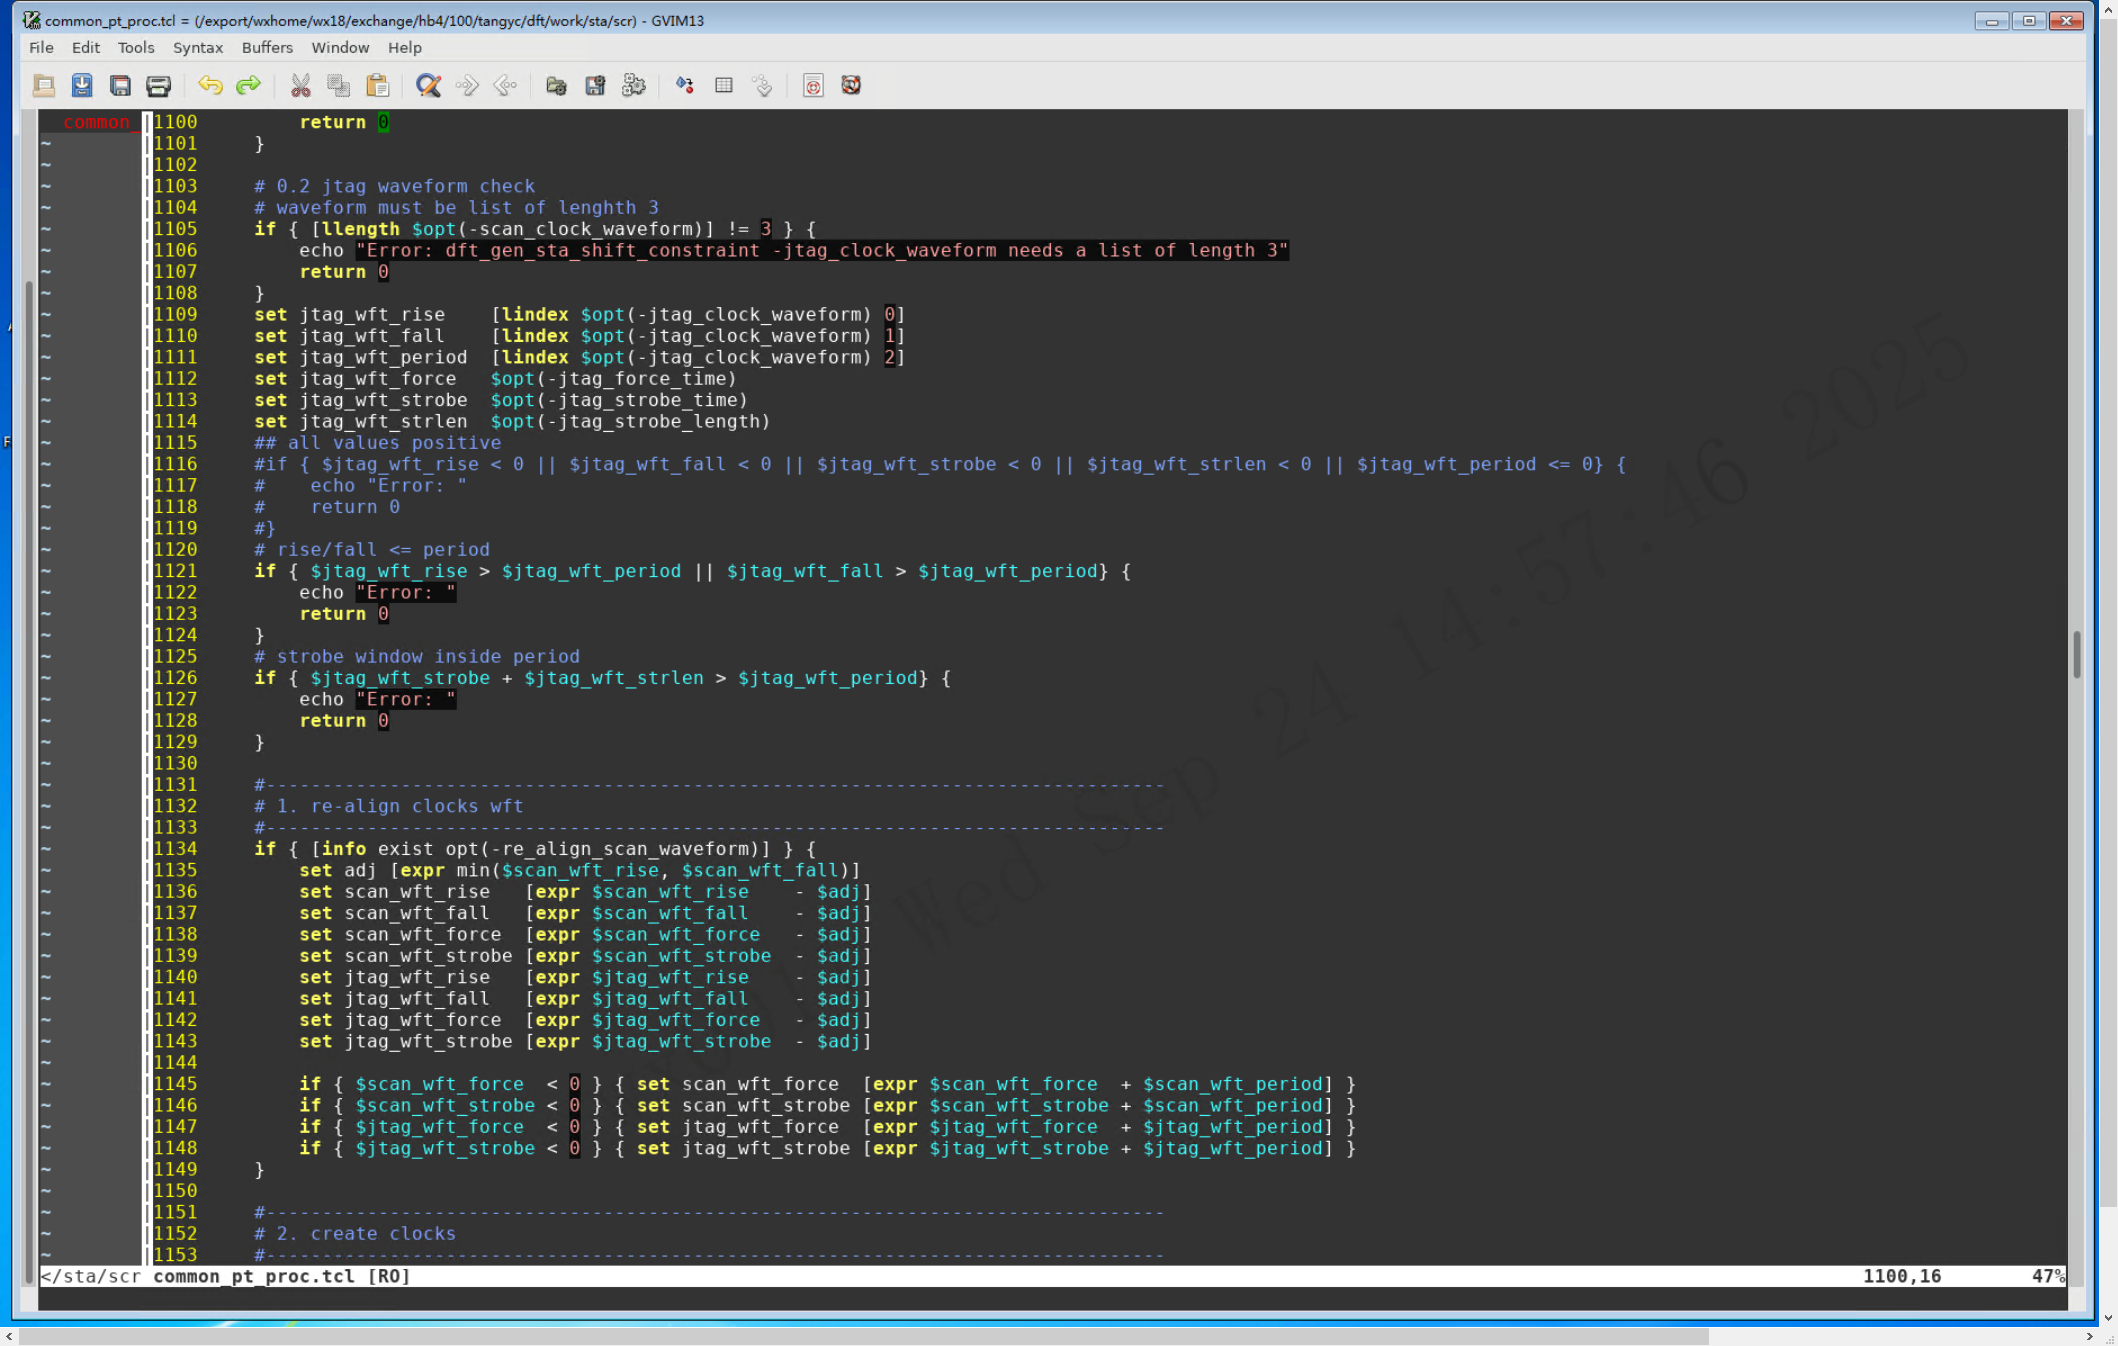 common_pt_proc.tcl = (/export/wxhome/wx18/exchange/hb4/100/tangyc/dft/work/sta/scr) - GVIM13
File Edit Tools Syntax Buffers Window Help
common_
1100         return 0
1101     }
1102
1103     # 0.2 jtag waveform check
1104     # waveform must be list of lenghth 3
1105     if { [llength $opt(-scan_clock_waveform)] != 3 } {
1106         echo "Error: dft_gen_sta_shift_constraint -jtag_clock_waveform needs a list of length 3"
1107         return 0
1108     }
1109     set jtag_wft_rise    [lindex $opt(-jtag_clock_waveform) 0]
1110     set jtag_wft_fall    [lindex $opt(-jtag_clock_waveform) 1]
1111     set jtag_wft_period  [lindex $opt(-jtag_clock_waveform) 2]
1112     set jtag_wft_force   $opt(-jtag_force_time)
1113     set jtag_wft_strobe  $opt(-jtag_strobe_time)
1114     set jtag_wft_strlen  $opt(-jtag_strobe_length)
1115     ## all values positive
1116     #if { $jtag_wft_rise < 0 || $jtag_wft_fall < 0 || $jtag_wft_strobe < 0 || $jtag_wft_strlen < 0 || $jtag_wft_period <= 0} {
1117     #    echo "Error: "
1118     #    return 0
1119     #}
1120     # rise/fall <= period
1121     if { $jtag_wft_rise > $jtag_wft_period || $jtag_wft_fall > $jtag_wft_period} {
1122         echo "Error: "
1123         return 0
1124     }
1125     # strobe window inside period
1126     if { $jtag_wft_strobe + $jtag_wft_strlen > $jtag_wft_period} {
1127         echo "Error: "
1128         return 0
1129     }
1130
1131     #--------------------------------------------------------------------------------
1132     # 1. re-align clocks wft
1133     #--------------------------------------------------------------------------------
1134     if { [info exist opt(-re_align_scan_waveform)] } {
1135         set adj [expr min($scan_wft_rise, $scan_wft_fall)]
1136         set scan_wft_rise   [expr $scan_wft_rise    - $adj]
1137         set scan_wft_fall   [expr $scan_wft_fall    - $adj]
1138         set scan_wft_force  [expr $scan_wft_force   - $adj]
1139         set scan_wft_strobe [expr $scan_wft_strobe  - $adj]
1140         set jtag_wft_rise   [expr $jtag_wft_rise    - $adj]
1141         set jtag_wft_fall   [expr $jtag_wft_fall    - $adj]
1142         set jtag_wft_force  [expr $jtag_wft_force   - $adj]
1143         set jtag_wft_strobe [expr $jtag_wft_strobe  - $adj]
1144
1145         if { $scan_wft_force  < 0 } { set scan_wft_force  [expr $scan_wft_force  + $scan_wft_period] }
1146         if { $scan_wft_strobe < 0 } { set scan_wft_strobe [expr $scan_wft_strobe + $scan_wft_period] }
1147         if { $jtag_wft_force  < 0 } { set jtag_wft_force  [expr $jtag_wft_force  + $jtag_wft_period] }
1148         if { $jtag_wft_strobe < 0 } { set jtag_wft_strobe [expr $jtag_wft_strobe + $jtag_wft_period] }
1149     }
1150
1151     #--------------------------------------------------------------------------------
1152     # 2. create clocks
1153     #--------------------------------------------------------------------------------
</sta/scr common_pt_proc.tcl [RO] 1100,16 47%
Wed Sep 24 14:57:46 2025